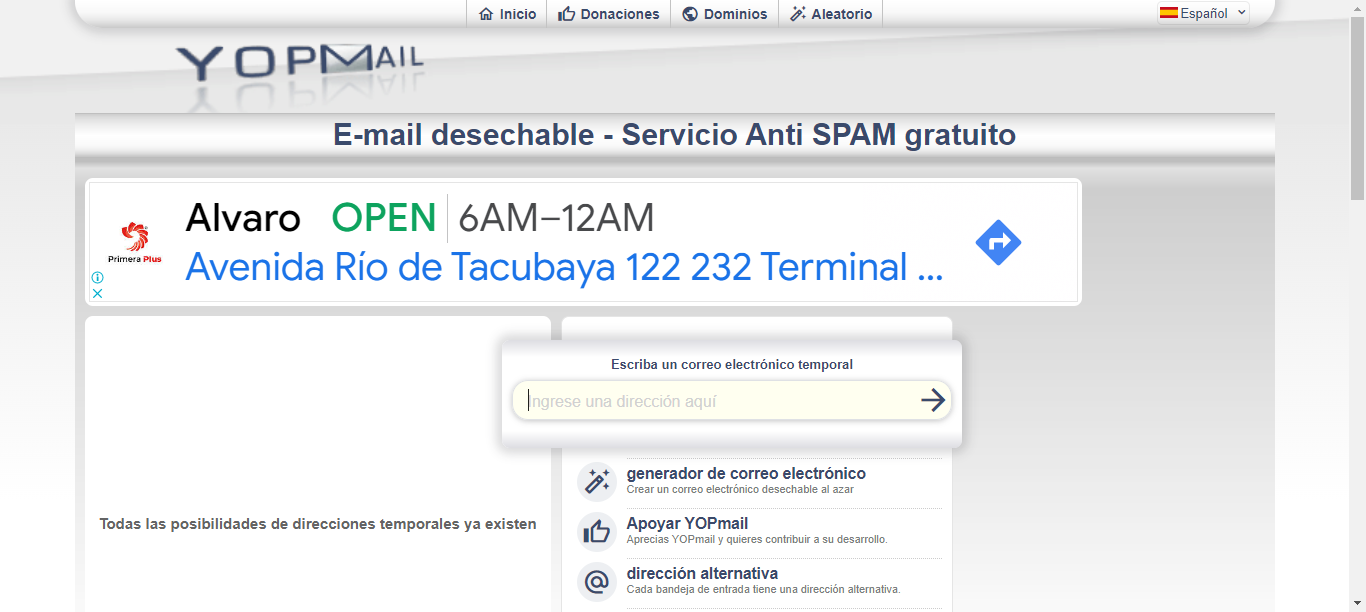 Inicio Donaciones Dominios Aleatorio Español
YOPMAIL
E-mail desechable - Servicio Anti SPAM gratuito
Alvaro OPEN 6AM–12AM
Primera Plus
Avenida Río de Tacubaya 122 232 Terminal ...
Escriba un correo electrónico temporal
Ingrese una dirección aquí
generador de correo electrónico
Crear un correo electrónico desechable al azar
Todas las posibilidades de direcciones temporales ya existen
Apoyar YOPmail
Aprecias YOPmail y quieres contribuir a su desarrollo.
dirección alternativa
Cada bandeja de entrada tiene una dirección alternativa.